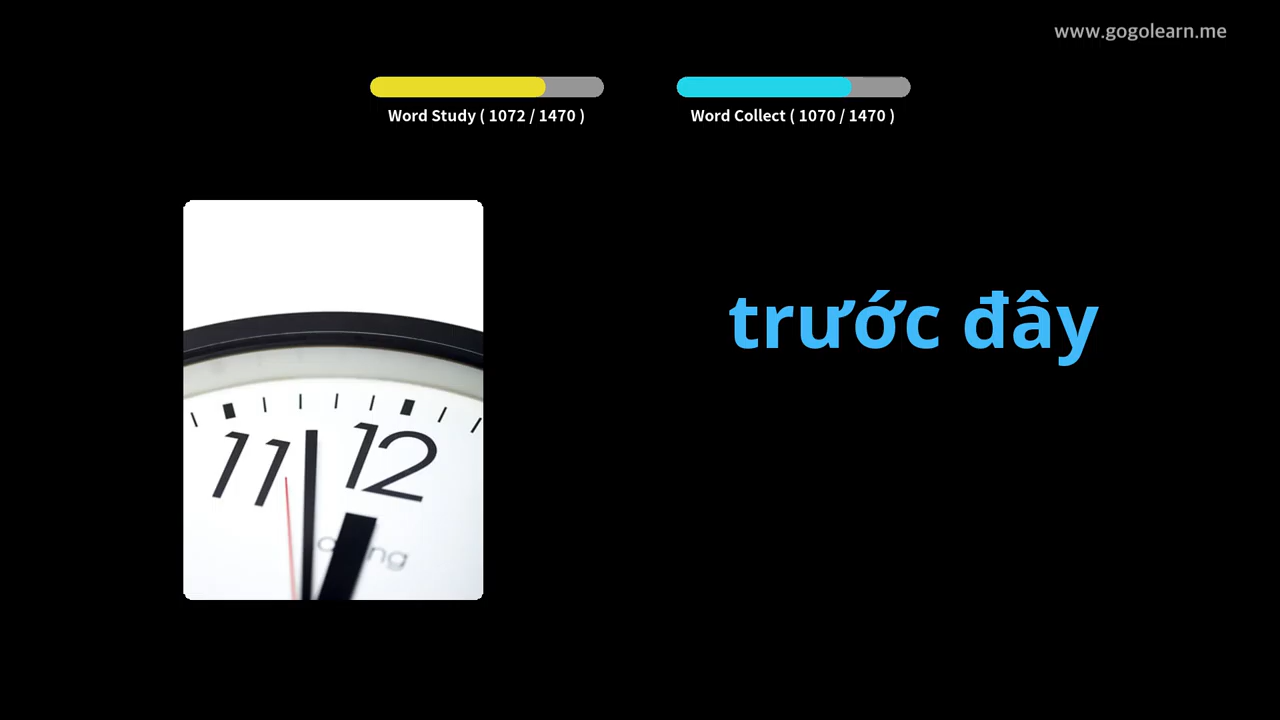 www.gogolearn.me
Word Study ( 1072 / 1470 )
Word Collect ( 1070 / 1470 )
trước đây
11
12